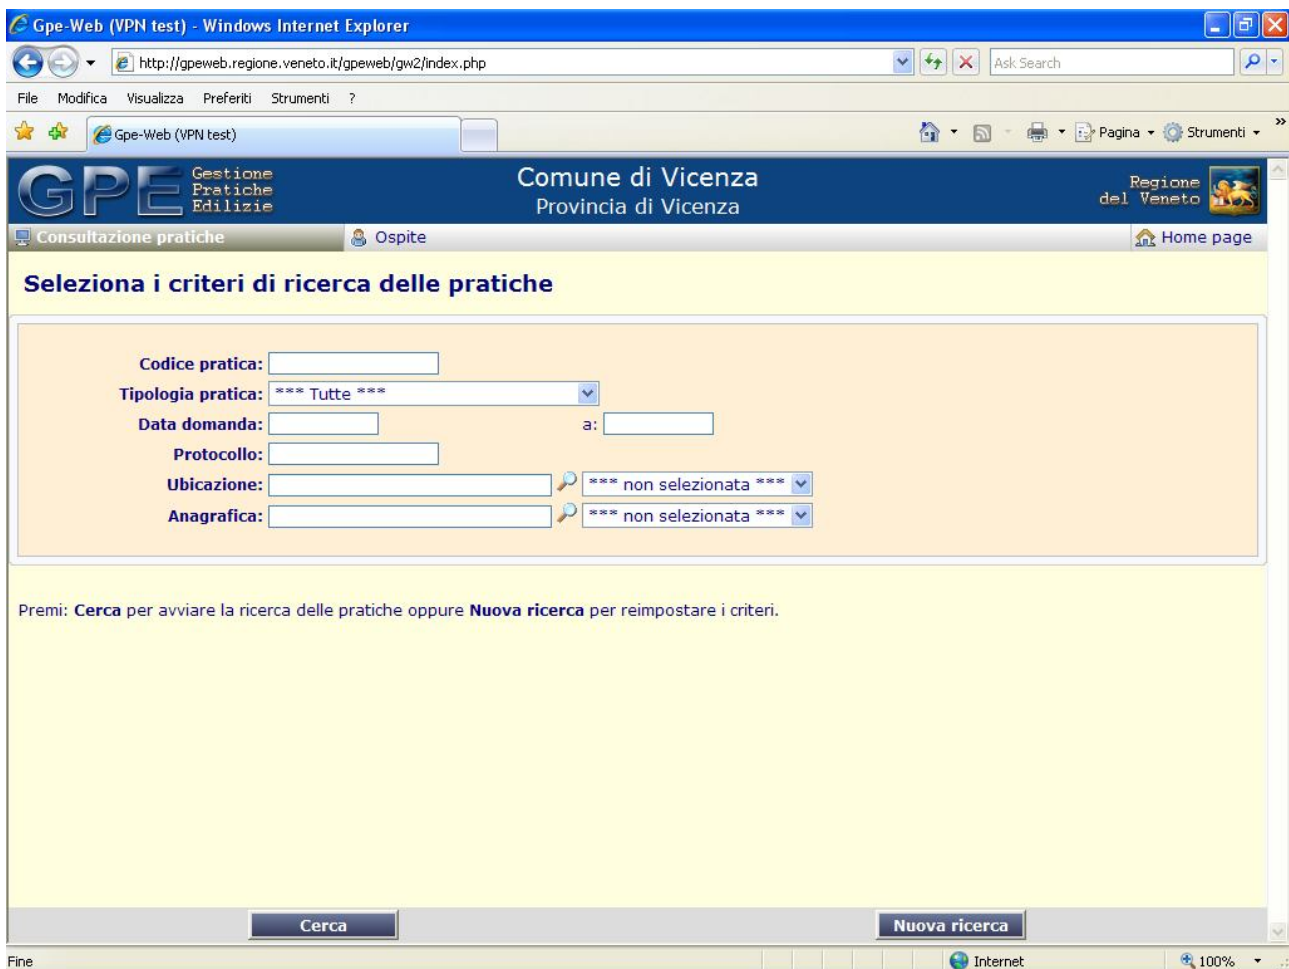 Gpe-Web (VPN test) - Windows Internet Explorer
http://gpeweb.regione.veneto.it/gpeweb/gw2/index.php
Ask Search
File Modifica Visualizza Preferiti Strumenti ?
Gpe-Web (VPN test)
Pagina Strumenti »
GPE Gestione Pratiche Edilizie
Comune di Vicenza
Provincia di Vicenza
Regione del Veneto
Consultazione pratiche Ospite Home page
Seleziona i criteri di ricerca delle pratiche
Codice pratica:
Tipologia pratica: *** Tutte ***
Data domanda: a:
Protocollo:
Ubicazione: *** non selezionata ***
Anagrafica: *** non selezionata ***
Premi: Cerca per avviare la ricerca delle pratiche oppure Nuova ricerca per reimpostare i criteri.
Cerca Nuova ricerca
Fine Internet 100%